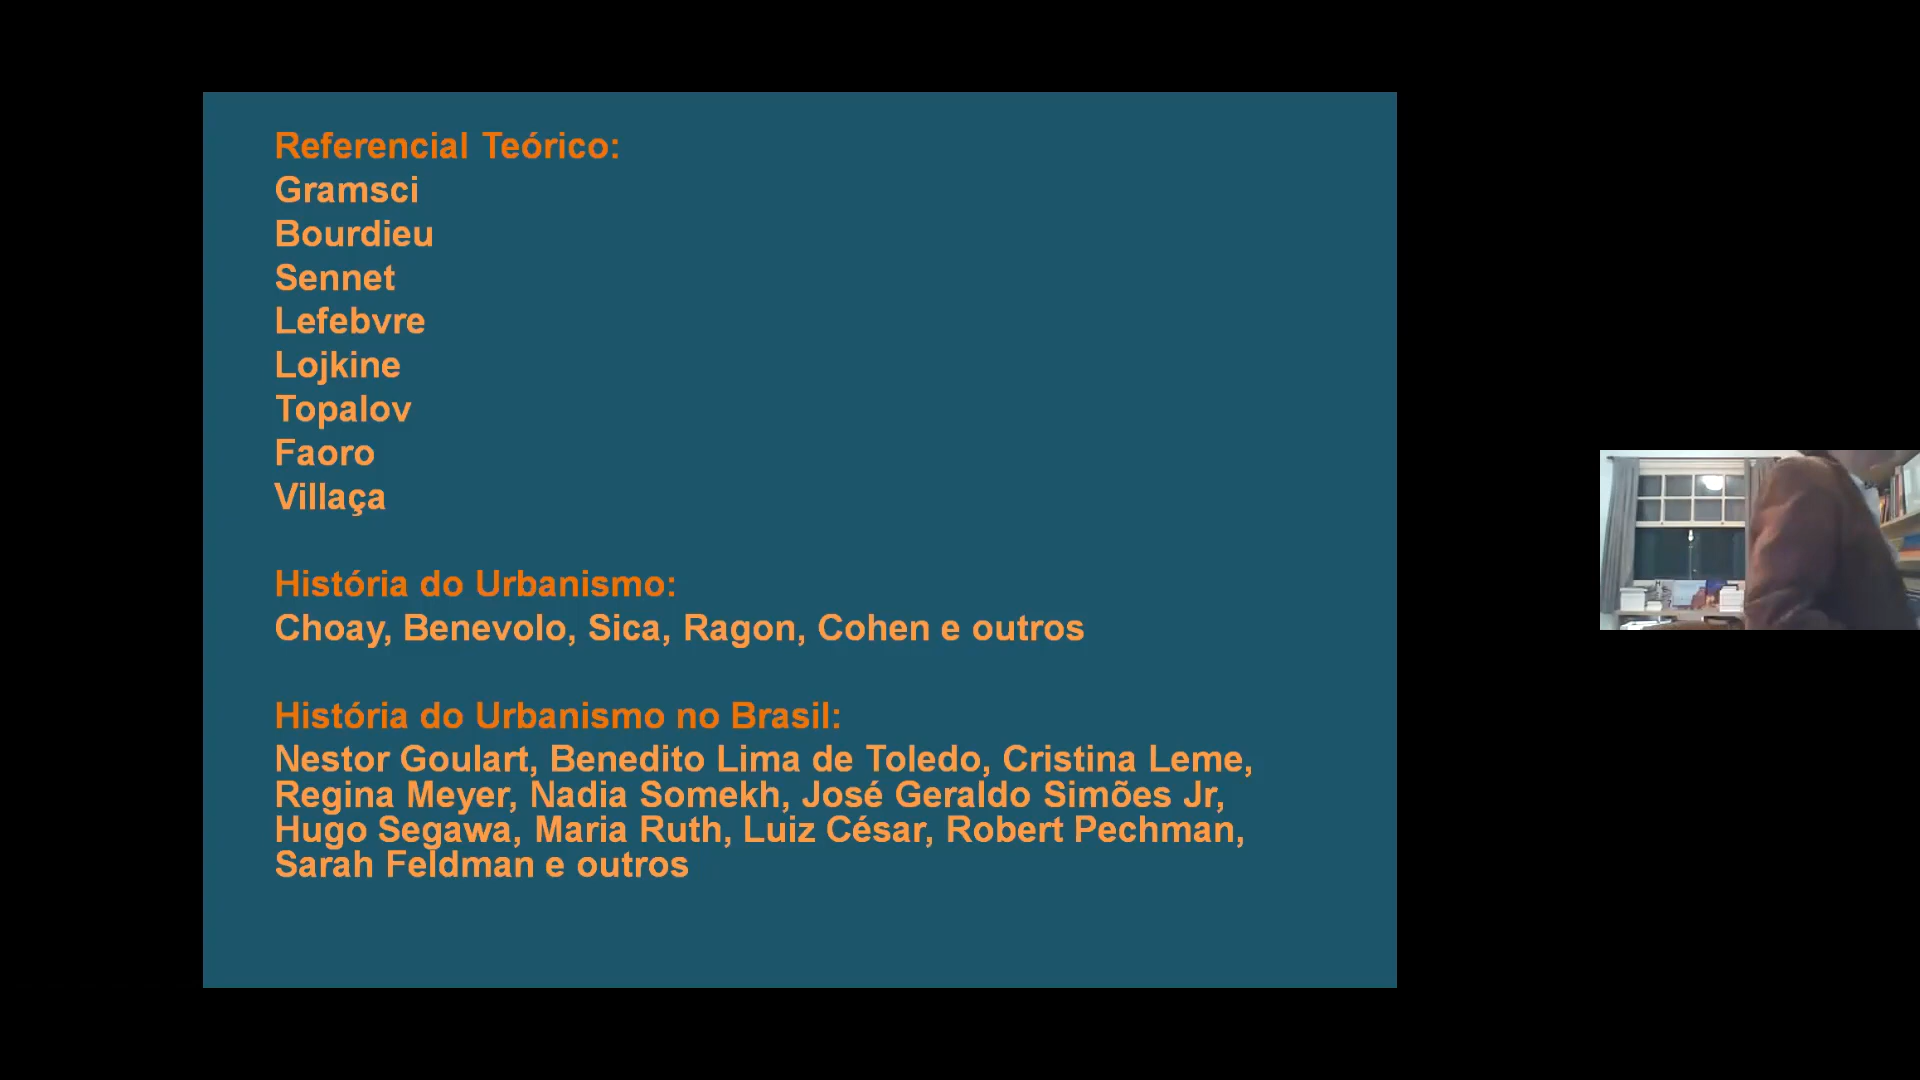 Referencial Teórico:
Gramsci
Bourdieu
Sennet
Lefebvre
Lojkine
Topalov
Faoro
Villaça
História do Urbanismo:
Choay, Benevolo, Sica, Ragon, Cohen e outros
História do Urbanismo no Brasil:
Nestor Goulart, Benedito Lima de Toledo, Cristina Leme,
Regina Meyer, Nadia Somekh, José Geraldo Simões Jr,
Hugo Segawa, Maria Ruth, Luiz César, Robert Pechman,
Sarah Feldman e outros